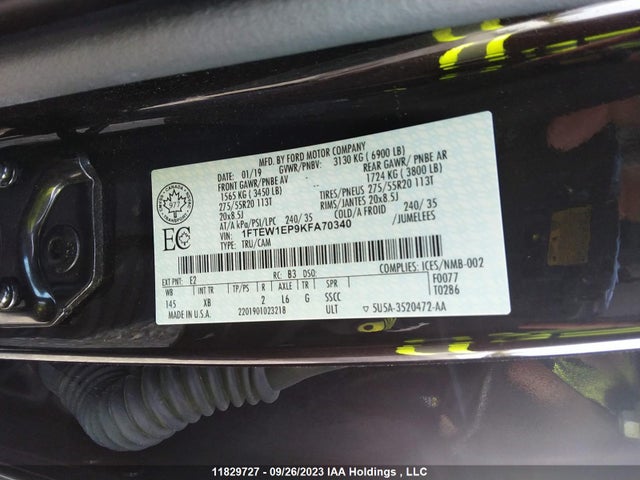 MFD. BY FORD MOTOR COMPANY
DATE: 01/19 GVWR/PNBV: 3130 KG ( 6900 LB)
FRONT GAWR/ PNBE AV REAR GAWR/ PNBE AR
1565 KG ( 3450 LB) 1724 KG ( 3800 LB)
275/55R20 113T TIRES/PNEUS 275/55R20 113T
20x8.5J RIMS/JANTES 20x8.5J
AT/A kPa/PSI/LPC 240/ 35 COLD/A FROID 240/ 35
VIN: 1FTEW1EP9KFA70340 /JUMELEES
TYPE: TRU/CAM
CANADA
977
TRANSPORT
EC
EXT PNT: E2 RC: B3 DSO: COMPLIES: ICES/NMB-002
WB INT TR TP/PS R AXLE TR SPR F0077
145 XB 2 L6 G SSCC T0286
MADE IN U.S.A. 2201901023218 ULT ▽ 5U5A-3520472-AA
11829727 - 09/26/2023 IAA Holdings , LLC